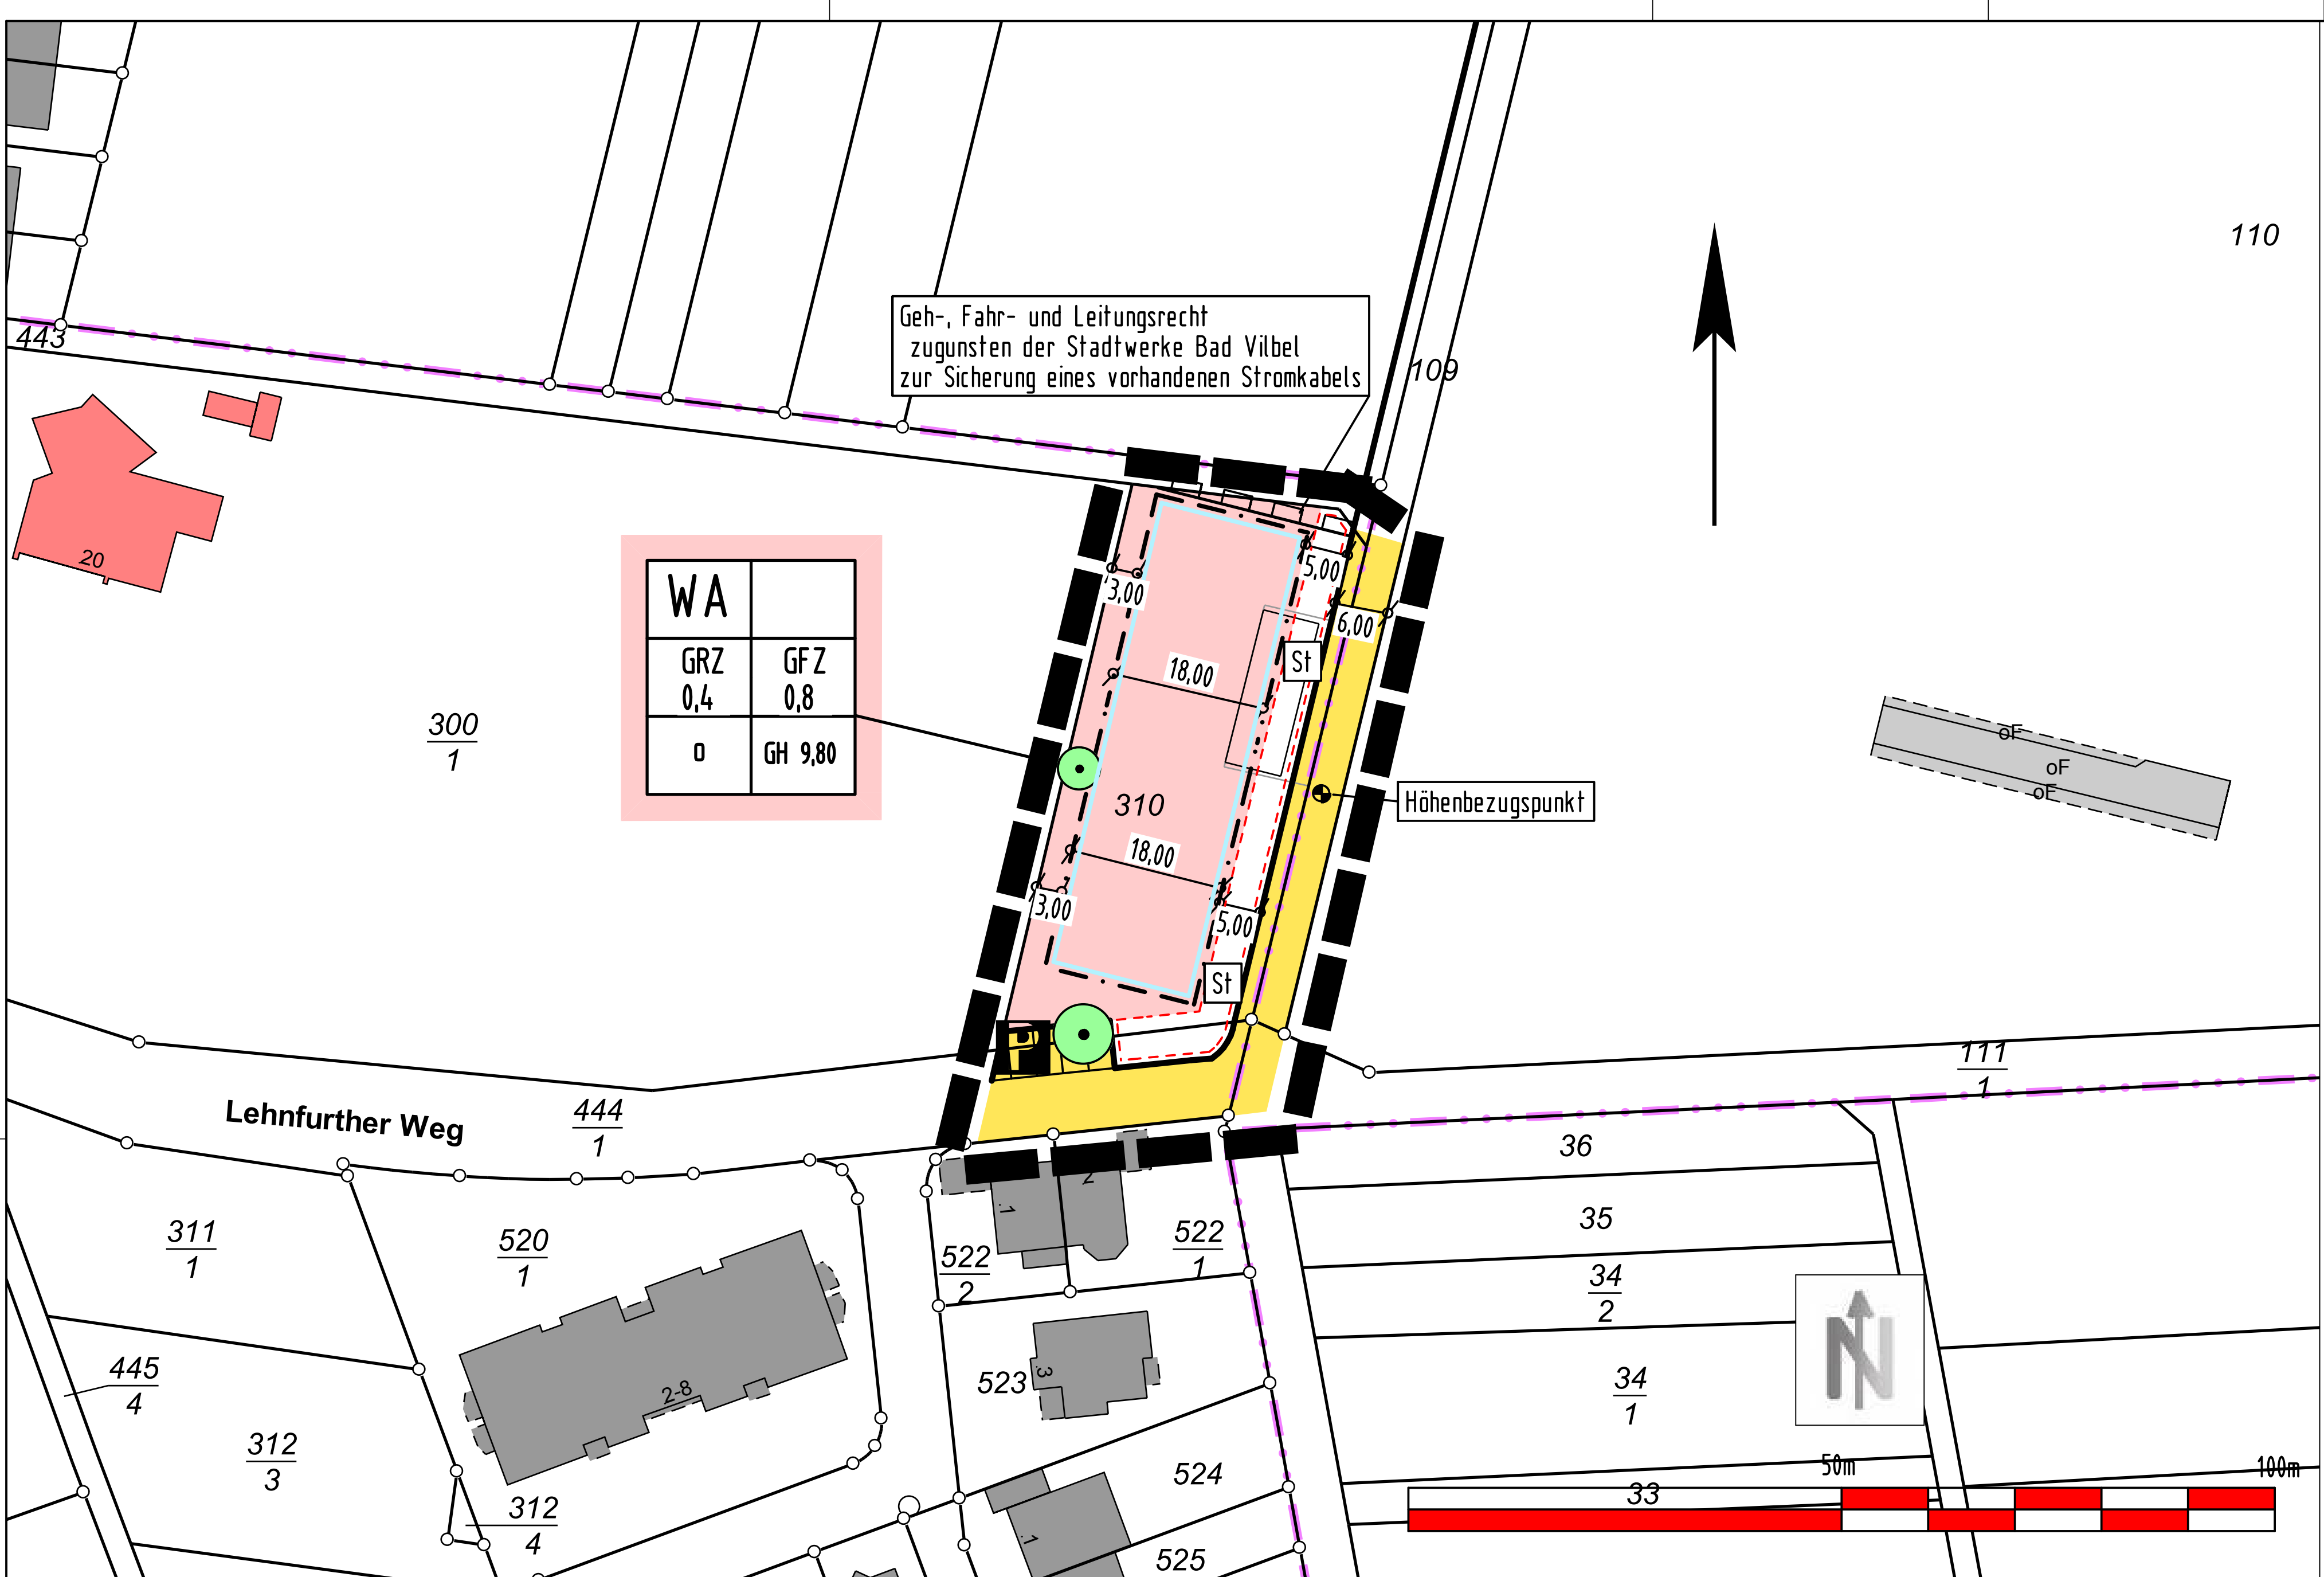 110
443
Geh-, Fahr- und Leitungsrecht
zugunsten der Stadtwerke Bad Vilbel
zur Sicherung eines vorhandenen Stromkabels
109
20
WA
GRZ
0,4
GFZ
0,8
o
GH 9,80
5,00
3,00
6,00
18,00
St
300
1
oF
oF
oF
Höhenbezugspunkt
310
18,00
3,00
5,00
St
P
111
1
Lehnfurther Weg
444
1
36
2
.1
35
311
1
520
1
522
2
522
1
34
2
445
4
2-8
523
.3
34
1
N
312
3
524
50m
100m
33
312
4
.1
525